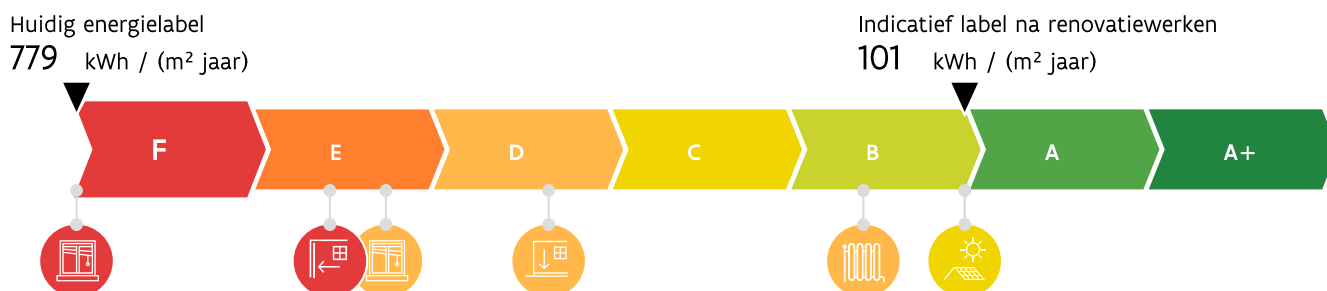 Huidig energielabel
779 kWh / (m² jaar)
Indicatief label na renovatiewerken
101 kWh / (m² jaar)
F E D C B A A+